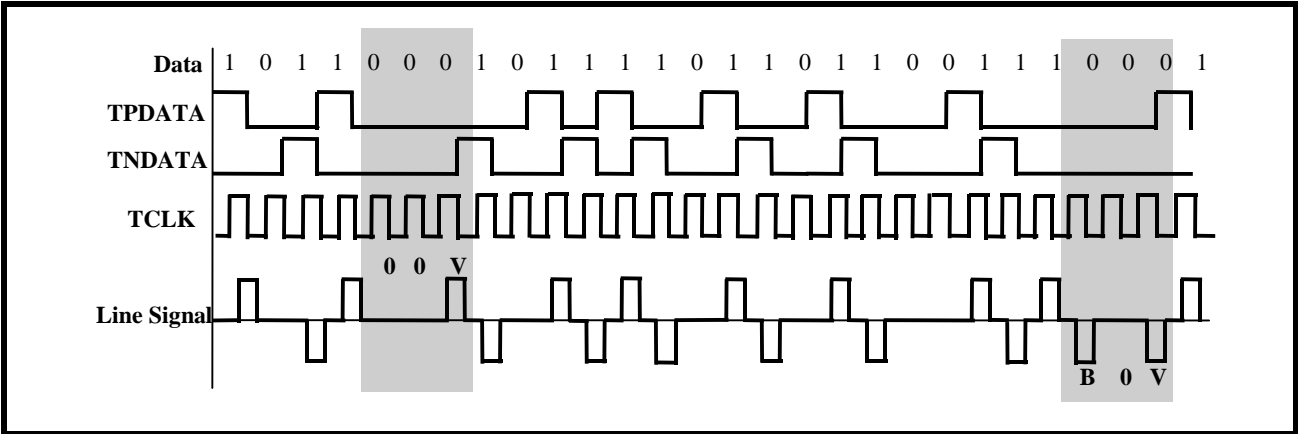 Data 1 0 1 1 0 0 0 1 0 1 1 1 1 0 1 1 0 1 1 0 0 1 1 1 0 0 0 1
TPDATA
TNDATA
TCLK
0 0 V
Line Signal
B 0 V